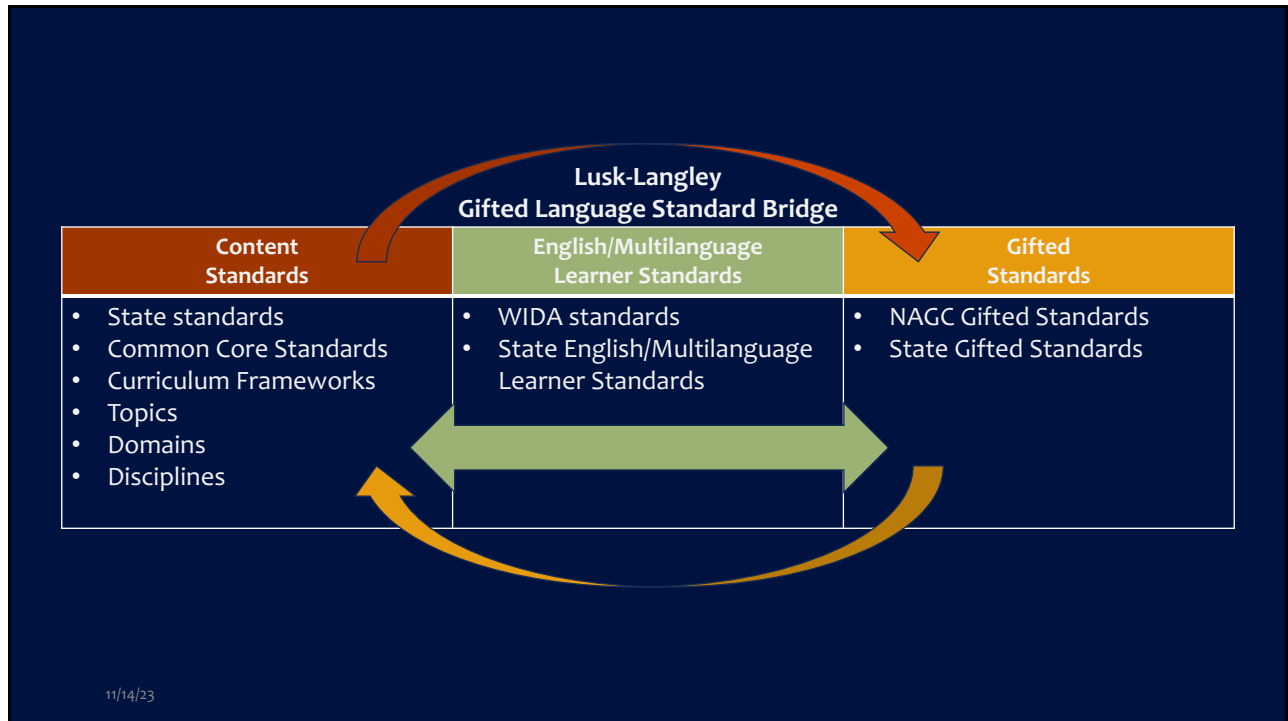 Lusk-Langley
Gifted Language Standard Bridge
Content
Standards
English/Multilanguage
Learner Standards
Gifted
Standards
• State standards
• Common Core Standards
• Curriculum Frameworks
• Topics
• Domains
• Disciplines
• WIDA standards
• State English/Multilanguage
Learner Standards
• NAGC Gifted Standards
• State Gifted Standards
11/14/23